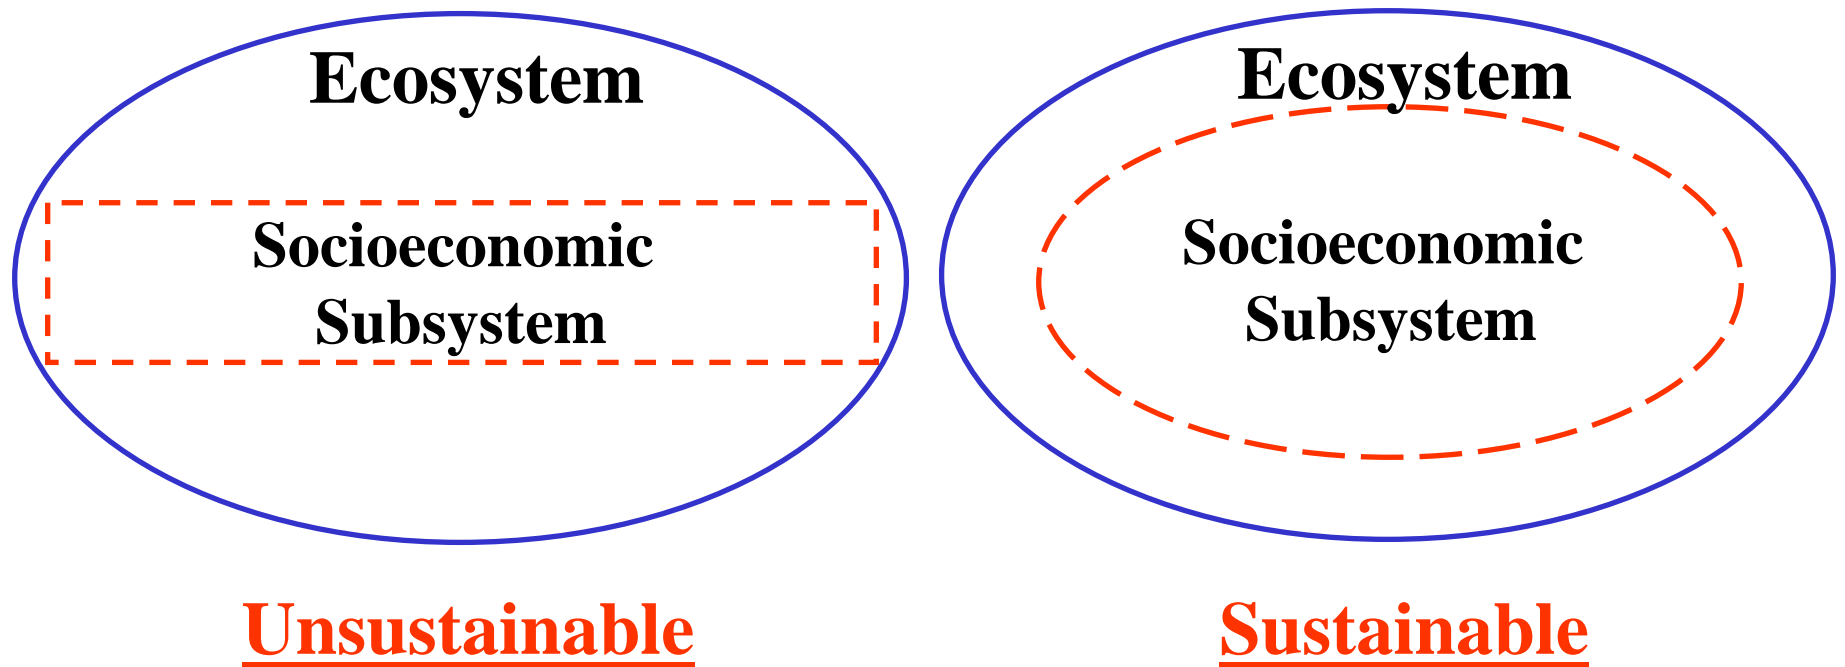 Ecosystem
Socioeconomic
Subsystem
Unsustainable
Ecosystem
Socioeconomic
Subsystem
Sustainable